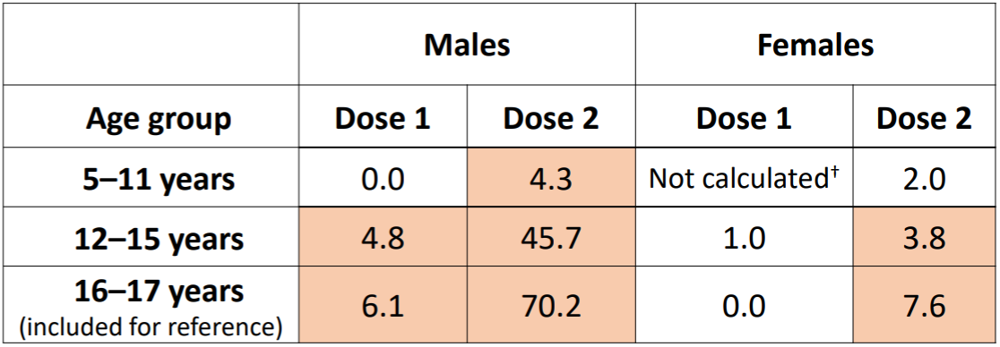 Males Females
Age group Dose 1 Dose 2 Dose 1 Dose 2
5–11 years 0.0 4.3 Not calculated† 2.0
12–15 years 4.8 45.7 1.0 3.8
16–17 years
(included for reference) 6.1 70.2 0.0 7.6